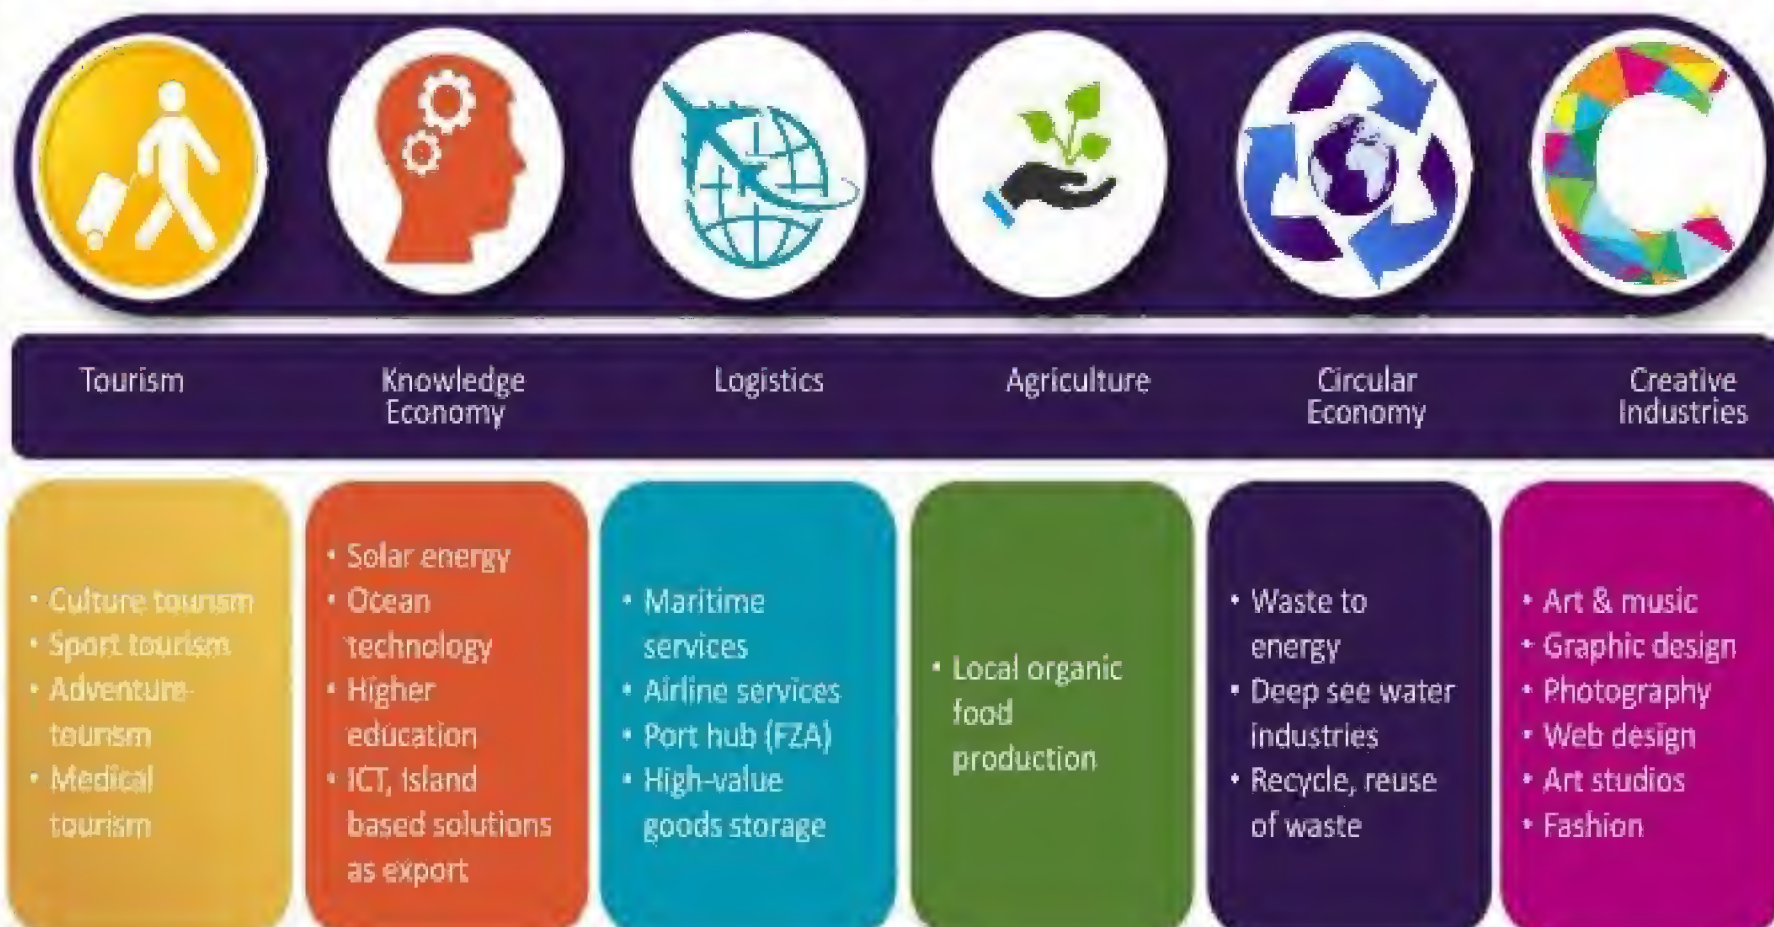 Tourism
Knowledge
Economy
Logistics
Agriculture
Circular
Economy
Creative
Industries
• Culture tourism
• Sport tourism
• Adventure
tourism
• Medical
tourism
• Solar energy
• Ocean
technology
• Higher
education
• ICT, Island
based solutions
as export
• Maritime
services
• Airline services
• Port hub (FZA)
• High-value
goods storage
• Local organic
food
production
• Waste to
energy
• Deep see water
industries
• Recycle, reuse
of waste
• Art & music
• Graphic design
• Photography
• Web design
• Art studios
• Fashion